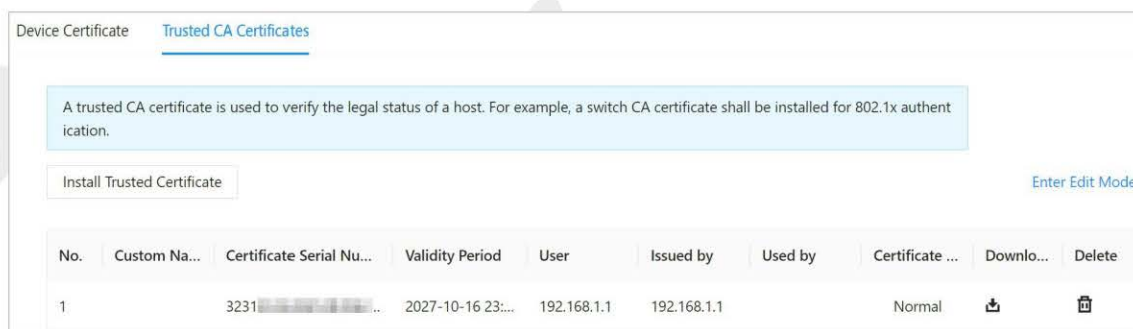 Device Certificate Trusted CA Certificates
A trusted CA certificate is used to verify the legal status of a host. For example, a switch CA certificate shall be installed for 802.1x authent
ication.
Install Trusted Certificate Enter Edit Mode
No. Custom Na... Certificate Serial Nu... Validity Period User Issued by Used by Certificate ... Downlo... Delete
1 3231 .. 2027-10-16 23:... 192.168.1.1 192.168.1.1 Normal